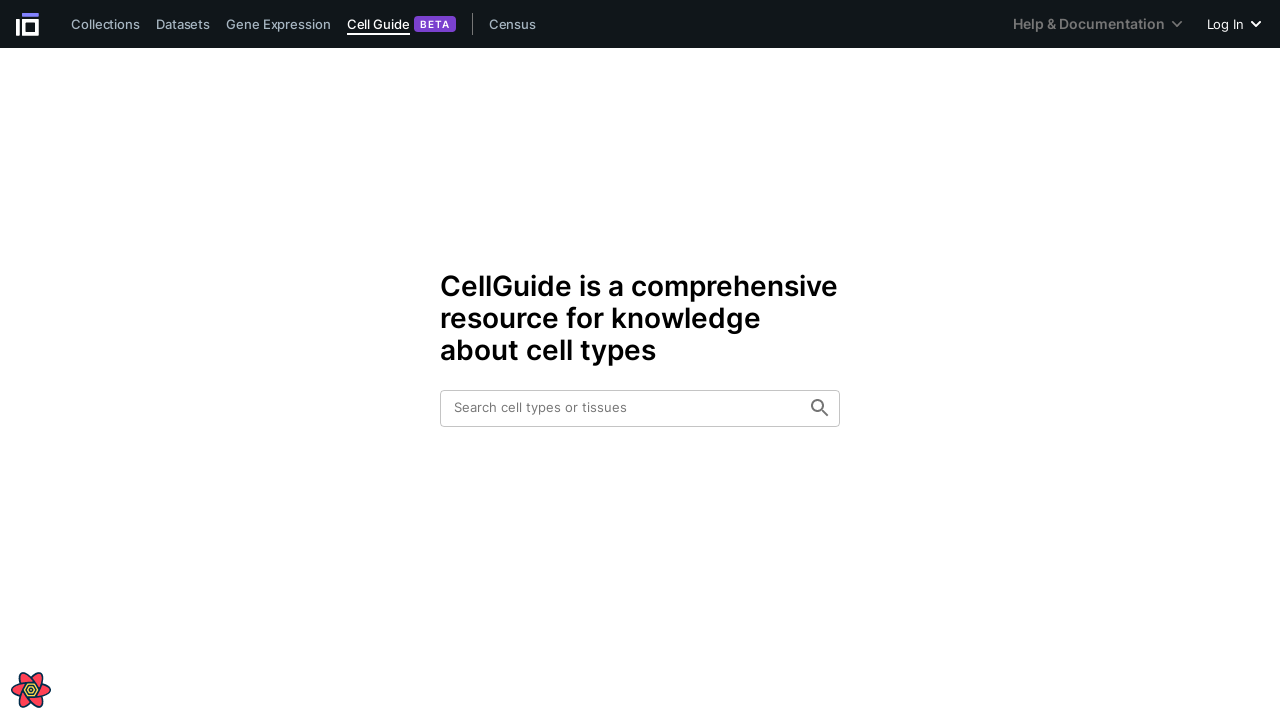 Collections Datasets Gene Expression Cell Guide BETA Census Help & Documentation Log In
CellGuide is a comprehensive
resource for knowledge
about cell types
Search cell types or tissues